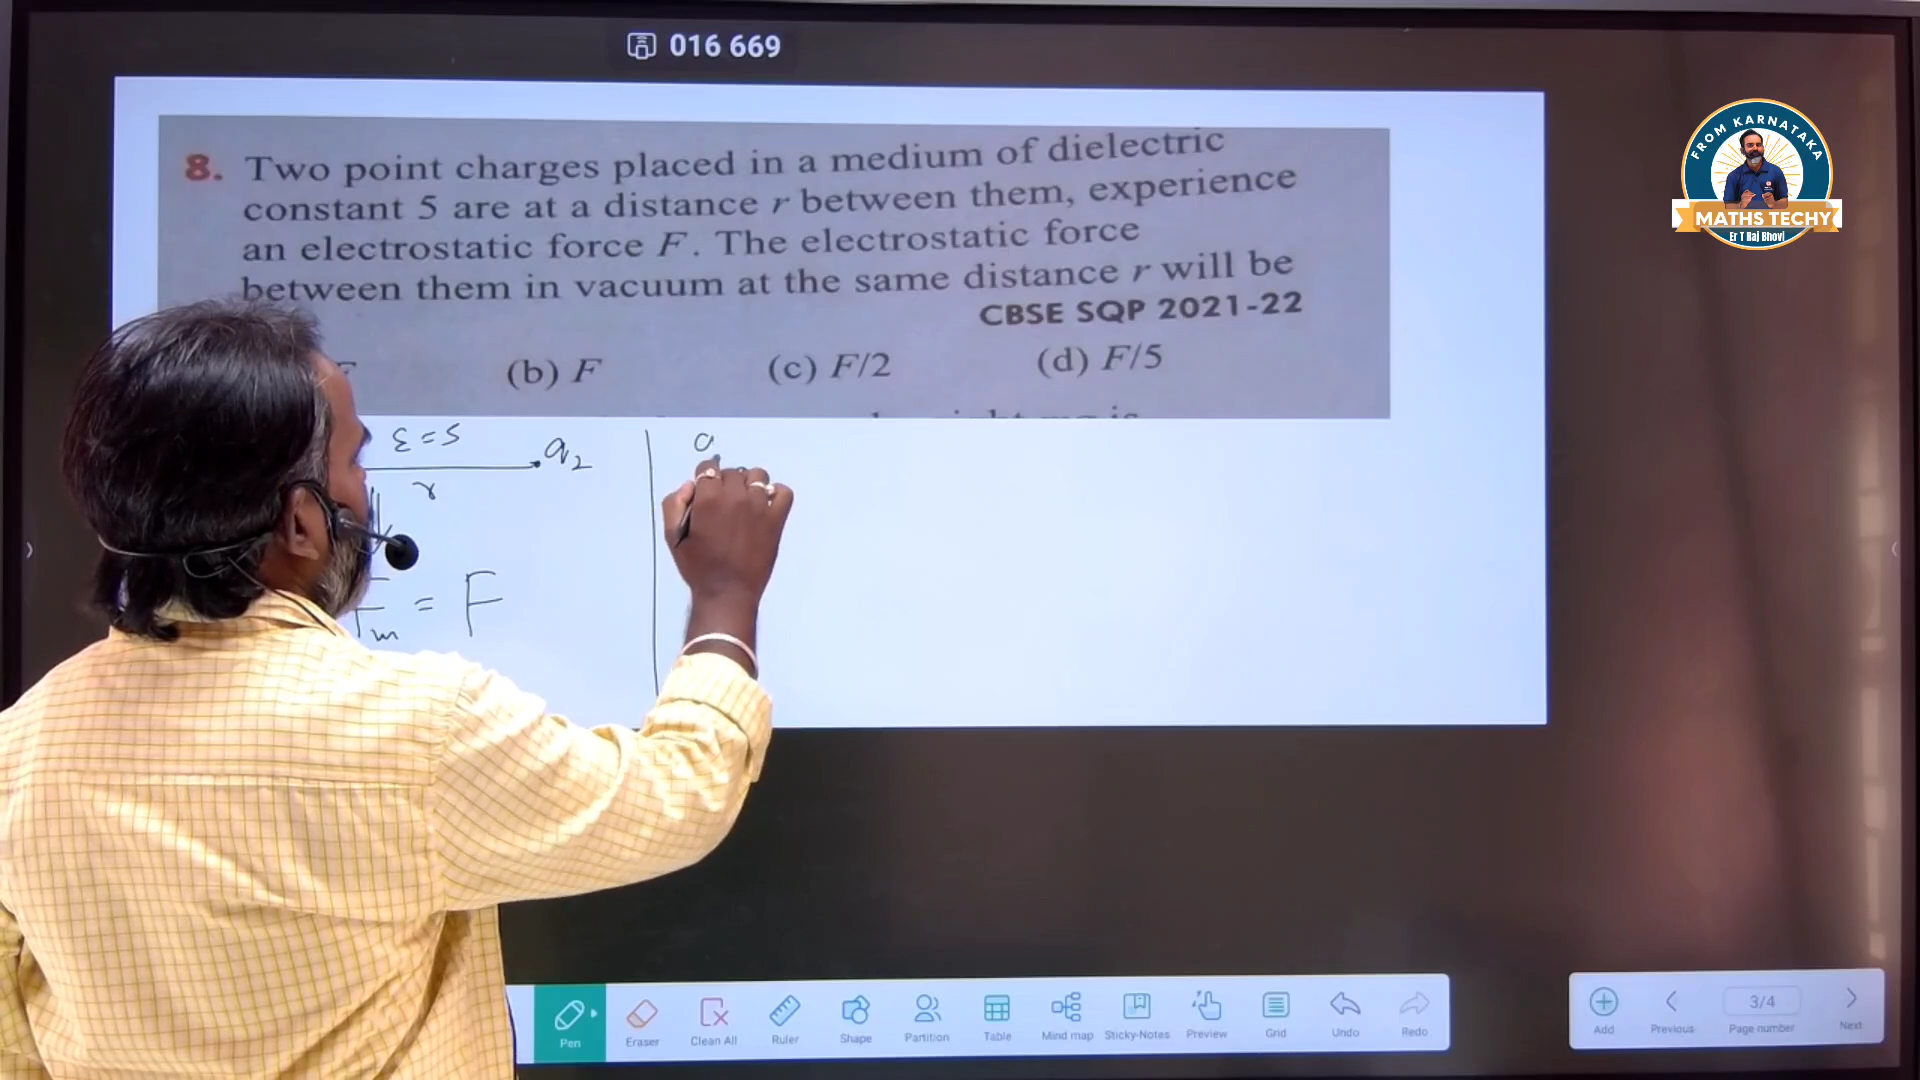 016 669
FROM KARNATAKA
MATHS TECHY
Er T Raj Bhovi
8. Two point charges placed in a medium of dielectric
constant 5 are at a distance r between them, experience
an electrostatic force F. The electrostatic force
between them in vacuum at the same distance r will be
CBSE SQP 2021-22
(b) F (c) F/2 (d) F/5
ε = 5
q2
r
Fm = F
Pen Eraser Clean All Ruler Shape Partition Table Mind map Sticky-Notes Preview Grid Undo Redo
Add Previous 3/4 Page number Next